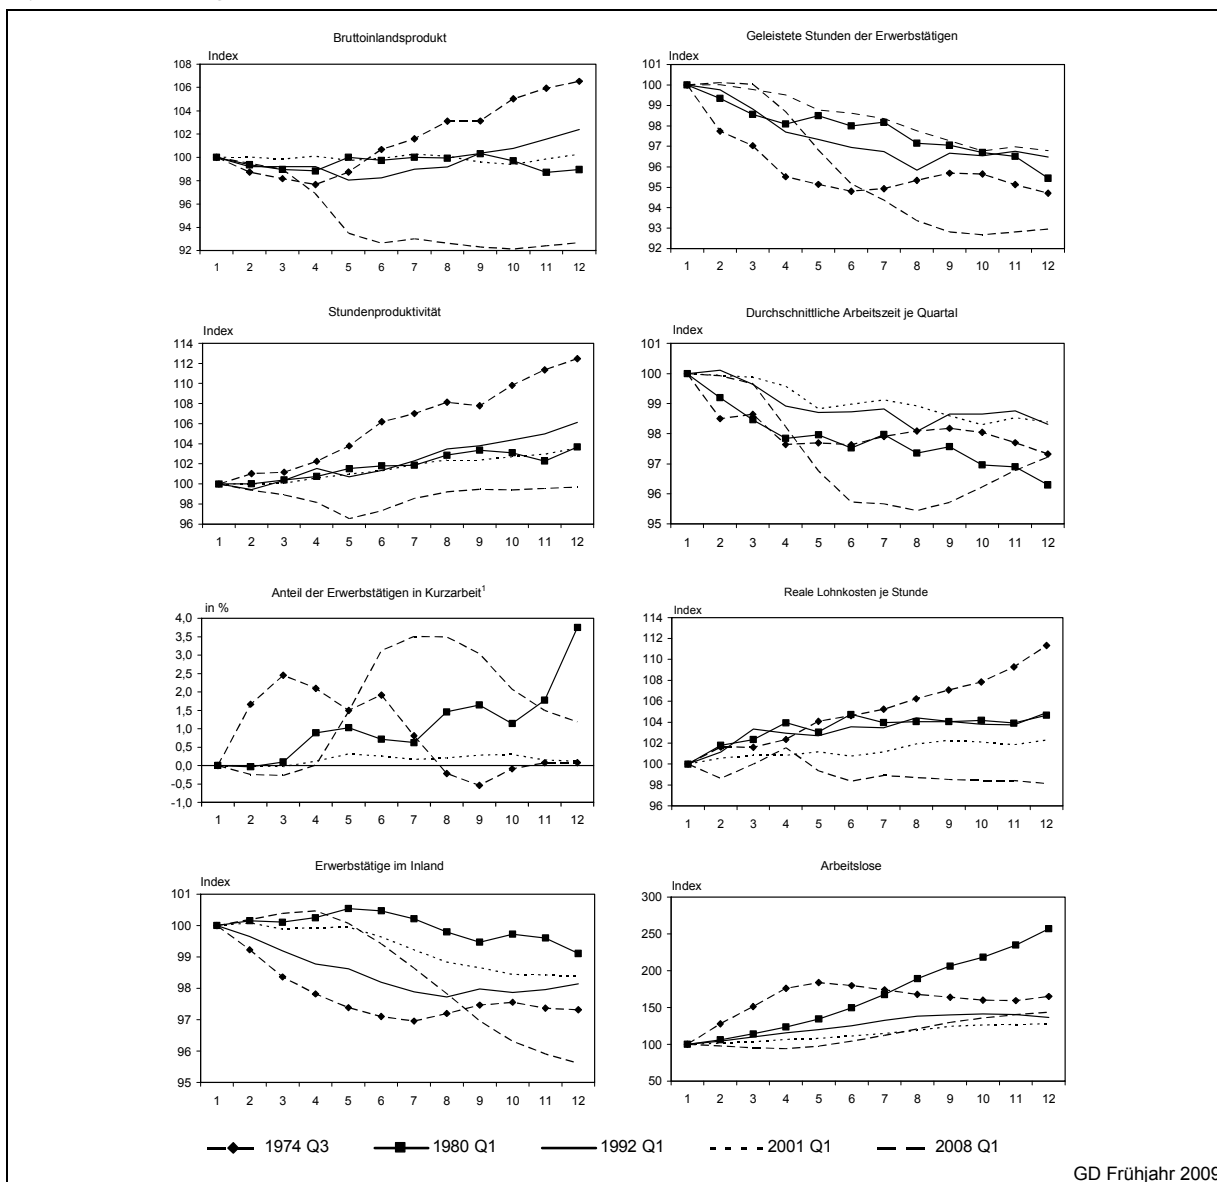 Bruttoinlandsprodukt
Index
108
106
104
102
100
98
96
94
92
1 2 3 4 5 6 7 8 9 10 11 12
Geleistete Stunden der Erwerbstätigen
Index
101
100
99
98
97
96
95
94
93
92
1 2 3 4 5 6 7 8 9 10 11 12
Stundenproduktivität
Index
114
112
110
108
106
104
102
100
98
96
1 2 3 4 5 6 7 8 9 10 11 12
Durchschnittliche Arbeitszeit je Quartal
Index
101
100
99
98
97
96
95
1 2 3 4 5 6 7 8 9 10 11 12
Anteil der Erwerbstätigen in Kurzarbeit¹
in %
4,0
3,5
3,0
2,5
2,0
1,5
1,0
0,5
0,0
-0,5
-1,0
1 2 3 4 5 6 7 8 9 10 11 12
Reale Lohnkosten je Stunde
Index
114
112
110
108
106
104
102
100
98
96
1 2 3 4 5 6 7 8 9 10 11 12
Erwerbstätige im Inland
Index
101
100
99
98
97
96
95
1 2 3 4 5 6 7 8 9 10 11 12
Arbeitslose
Index
300
250
200
150
100
50
1 2 3 4 5 6 7 8 9 10 11 12
1974 Q3 1980 Q1 1992 Q1 2001 Q1 2008 Q1
GD Frühjahr 2009